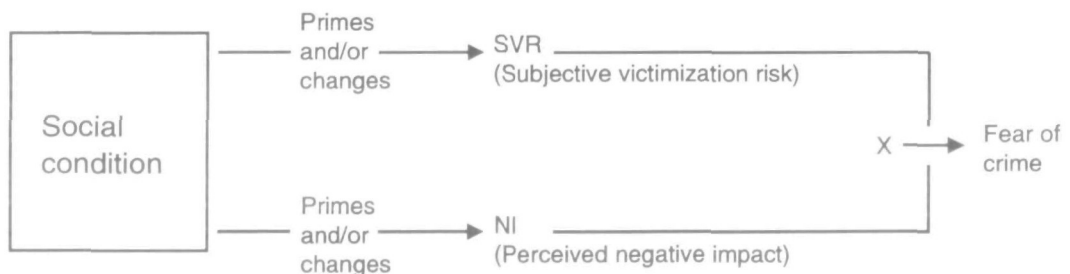 Primes
and/or
changes
SVR
(Subjective victimization risk)
Social
condition
X
Fear of
crime
Primes
and/or
changes
NI
(Perceived negative impact)